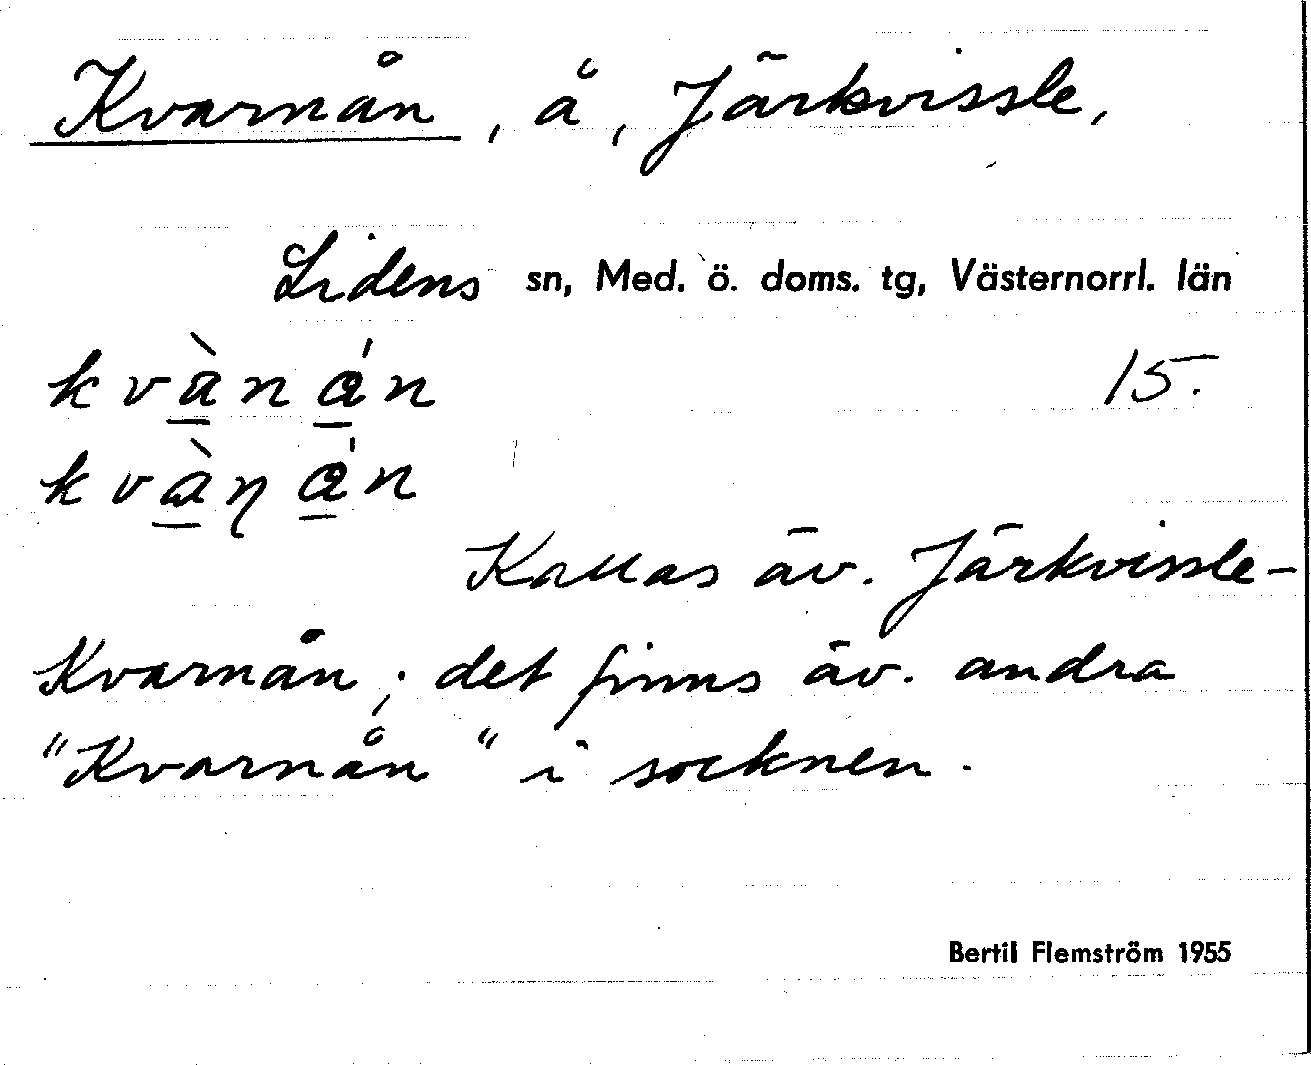 Kvarnån, å, Järkvissle,
Lidens sn, Med. ö. doms. tg, Västernorrl. län
kvànán 15.
kvàŋán
Kallas äv. Järkvissle-
Kvarnån; det finns äv. andra
"Kvarnån" i socknen.
Bertil Flemström 1955